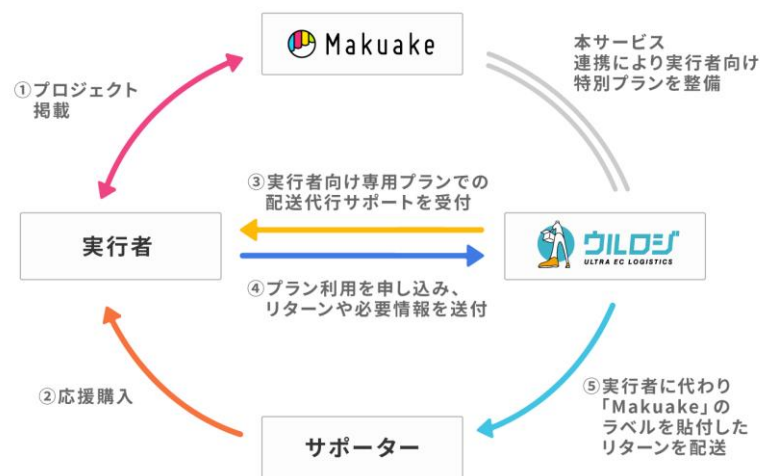 Makuake
本サービス
連携により実行者向け
特別プランを整備
①プロジェクト
掲載
③実行者向け専用プランでの
配送代行サポートを受付
実行者
ウルロジ
ULTRA EC LOGISTICS
④プラン利用を申し込み、
リターンや必要情報を送付
②応援購入
⑤実行者に代わり
「Makuake」の
ラベルを貼付した
リターンを配送
サポーター